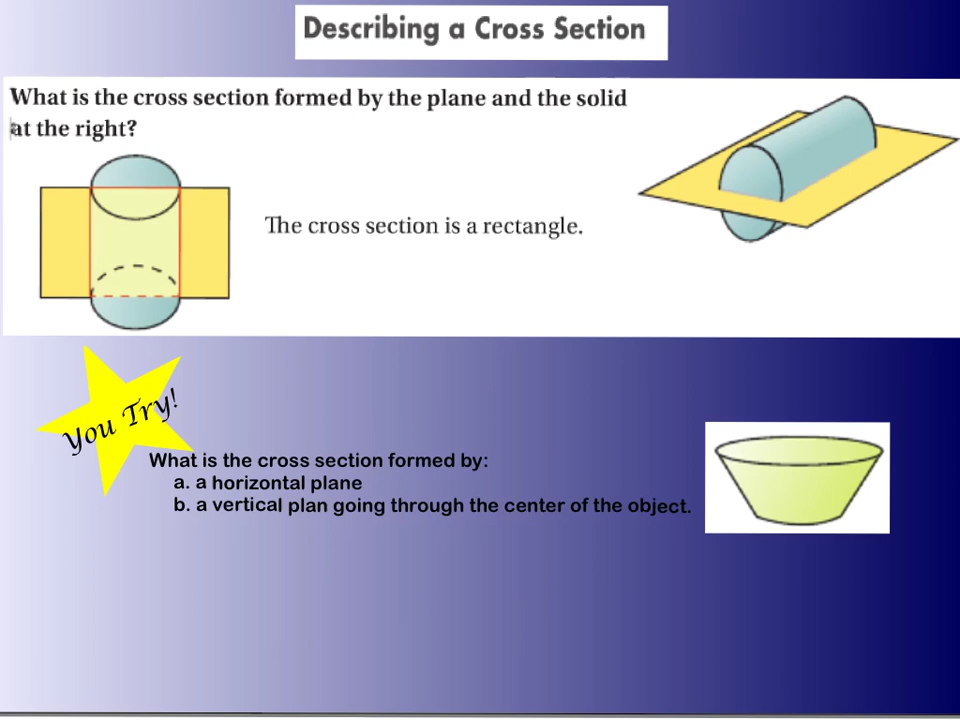 Describing a Cross Section
What is the cross section formed by the plane and the solid
at the right?
The cross section is a rectangle.
You Try!
What is the cross section formed by:
a. a horizontal plane
b. a vertical plan going through the center of the object.